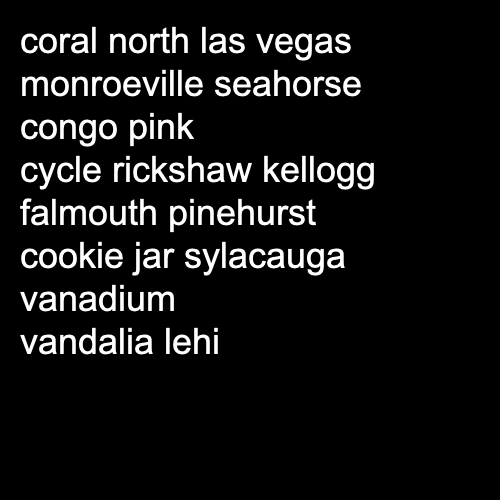 coral north las vegas
monroeville seahorse
congo pink
cycle rickshaw kellogg
falmouth pinehurst
cookie jar sylacauga
vanadium
vandalia lehi